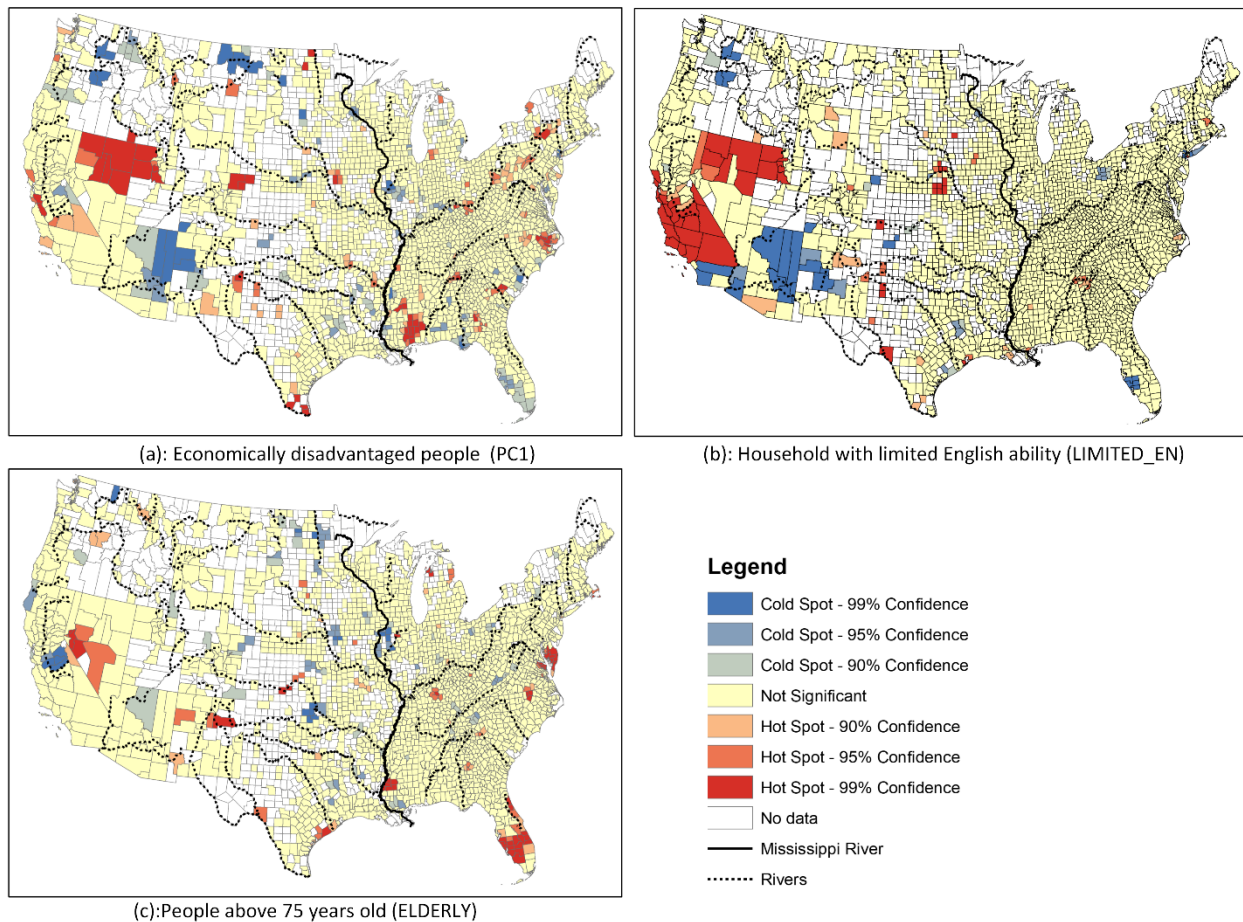 (a): Economically disadvantaged people (PC1)
(b): Household with limited English ability (LIMITED_EN)
(c):People above 75 years old (ELDERLY)
Legend
Cold Spot - 99% Confidence
Cold Spot - 95% Confidence
Cold Spot - 90% Confidence
Not Significant
Hot Spot - 90% Confidence
Hot Spot - 95% Confidence
Hot Spot - 99% Confidence
No data
Mississippi River
Rivers